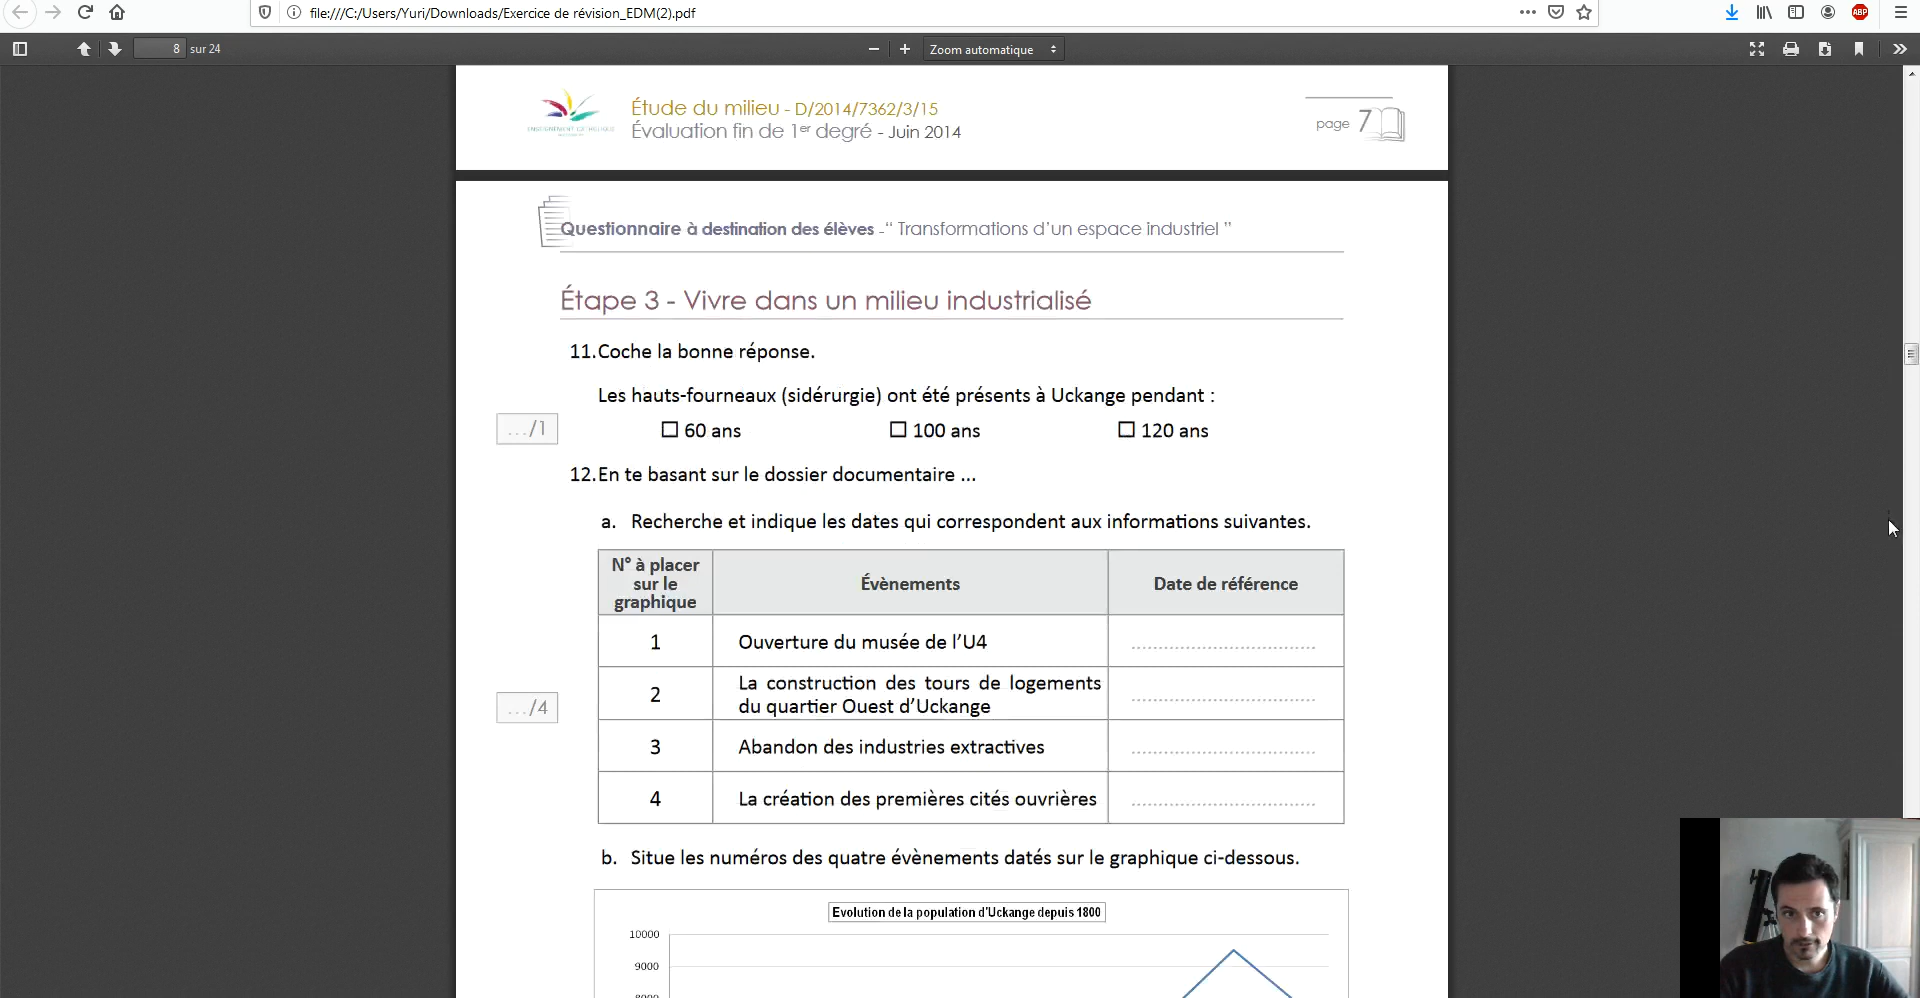 file:///C:/Users/Yuri/Downloads/Exercice de révision_EDM(2).pdf
ABP
8 sur 24
Zoom automatique
Étude du milieu - D/2014/7362/3/15
Évaluation fin de 1er degré - Juin 2014
page 7
Questionnaire à destination des élèves -“ Transformations d’un espace industriel ”
Étape 3 - Vivre dans un milieu industrialisé
11.Coche la bonne réponse.
Les hauts-fourneaux (sidérurgie) ont été présents à Uckange pendant :
.../1
☐ 60 ans ☐ 100 ans ☐ 120 ans
12.En te basant sur le dossier documentaire ...
a. Recherche et indique les dates qui correspondent aux informations suivantes.
N° à placer
sur le
graphique
Évènements
Date de référence
1 Ouverture du musée de l’U4 ..............................
.../4
2 La construction des tours de logements
du quartier Ouest d’Uckange ..............................
3 Abandon des industries extractives ..............................
4 La création des premières cités ouvrières ..............................
b. Situe les numéros des quatre évènements datés sur le graphique ci-dessous.
Evolution de la population d'Uckange depuis 1800
10000
9000